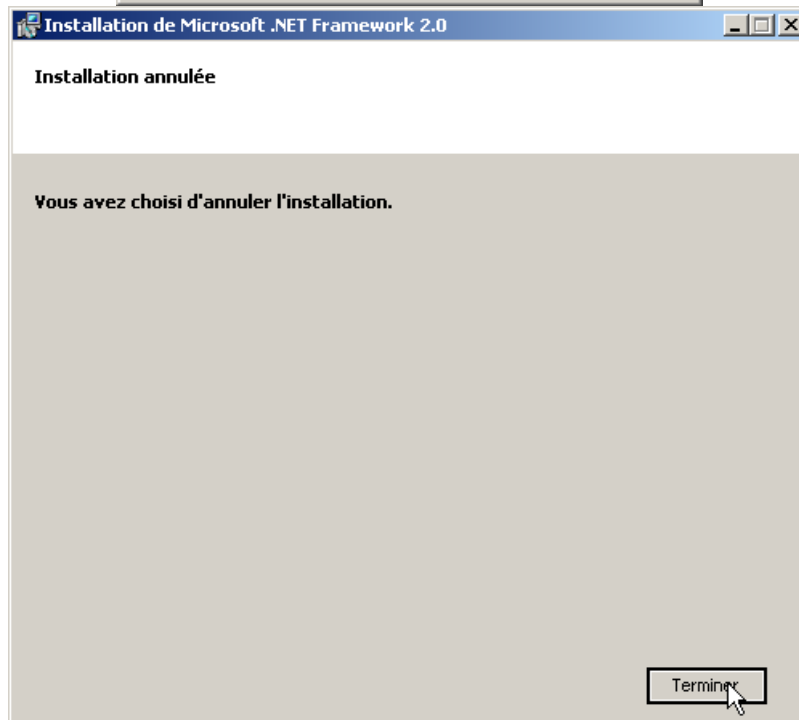 Installation de Microsoft .NET Framework 2.0
Installation annulée
Vous avez choisi d'annuler l'installation.
Terminer